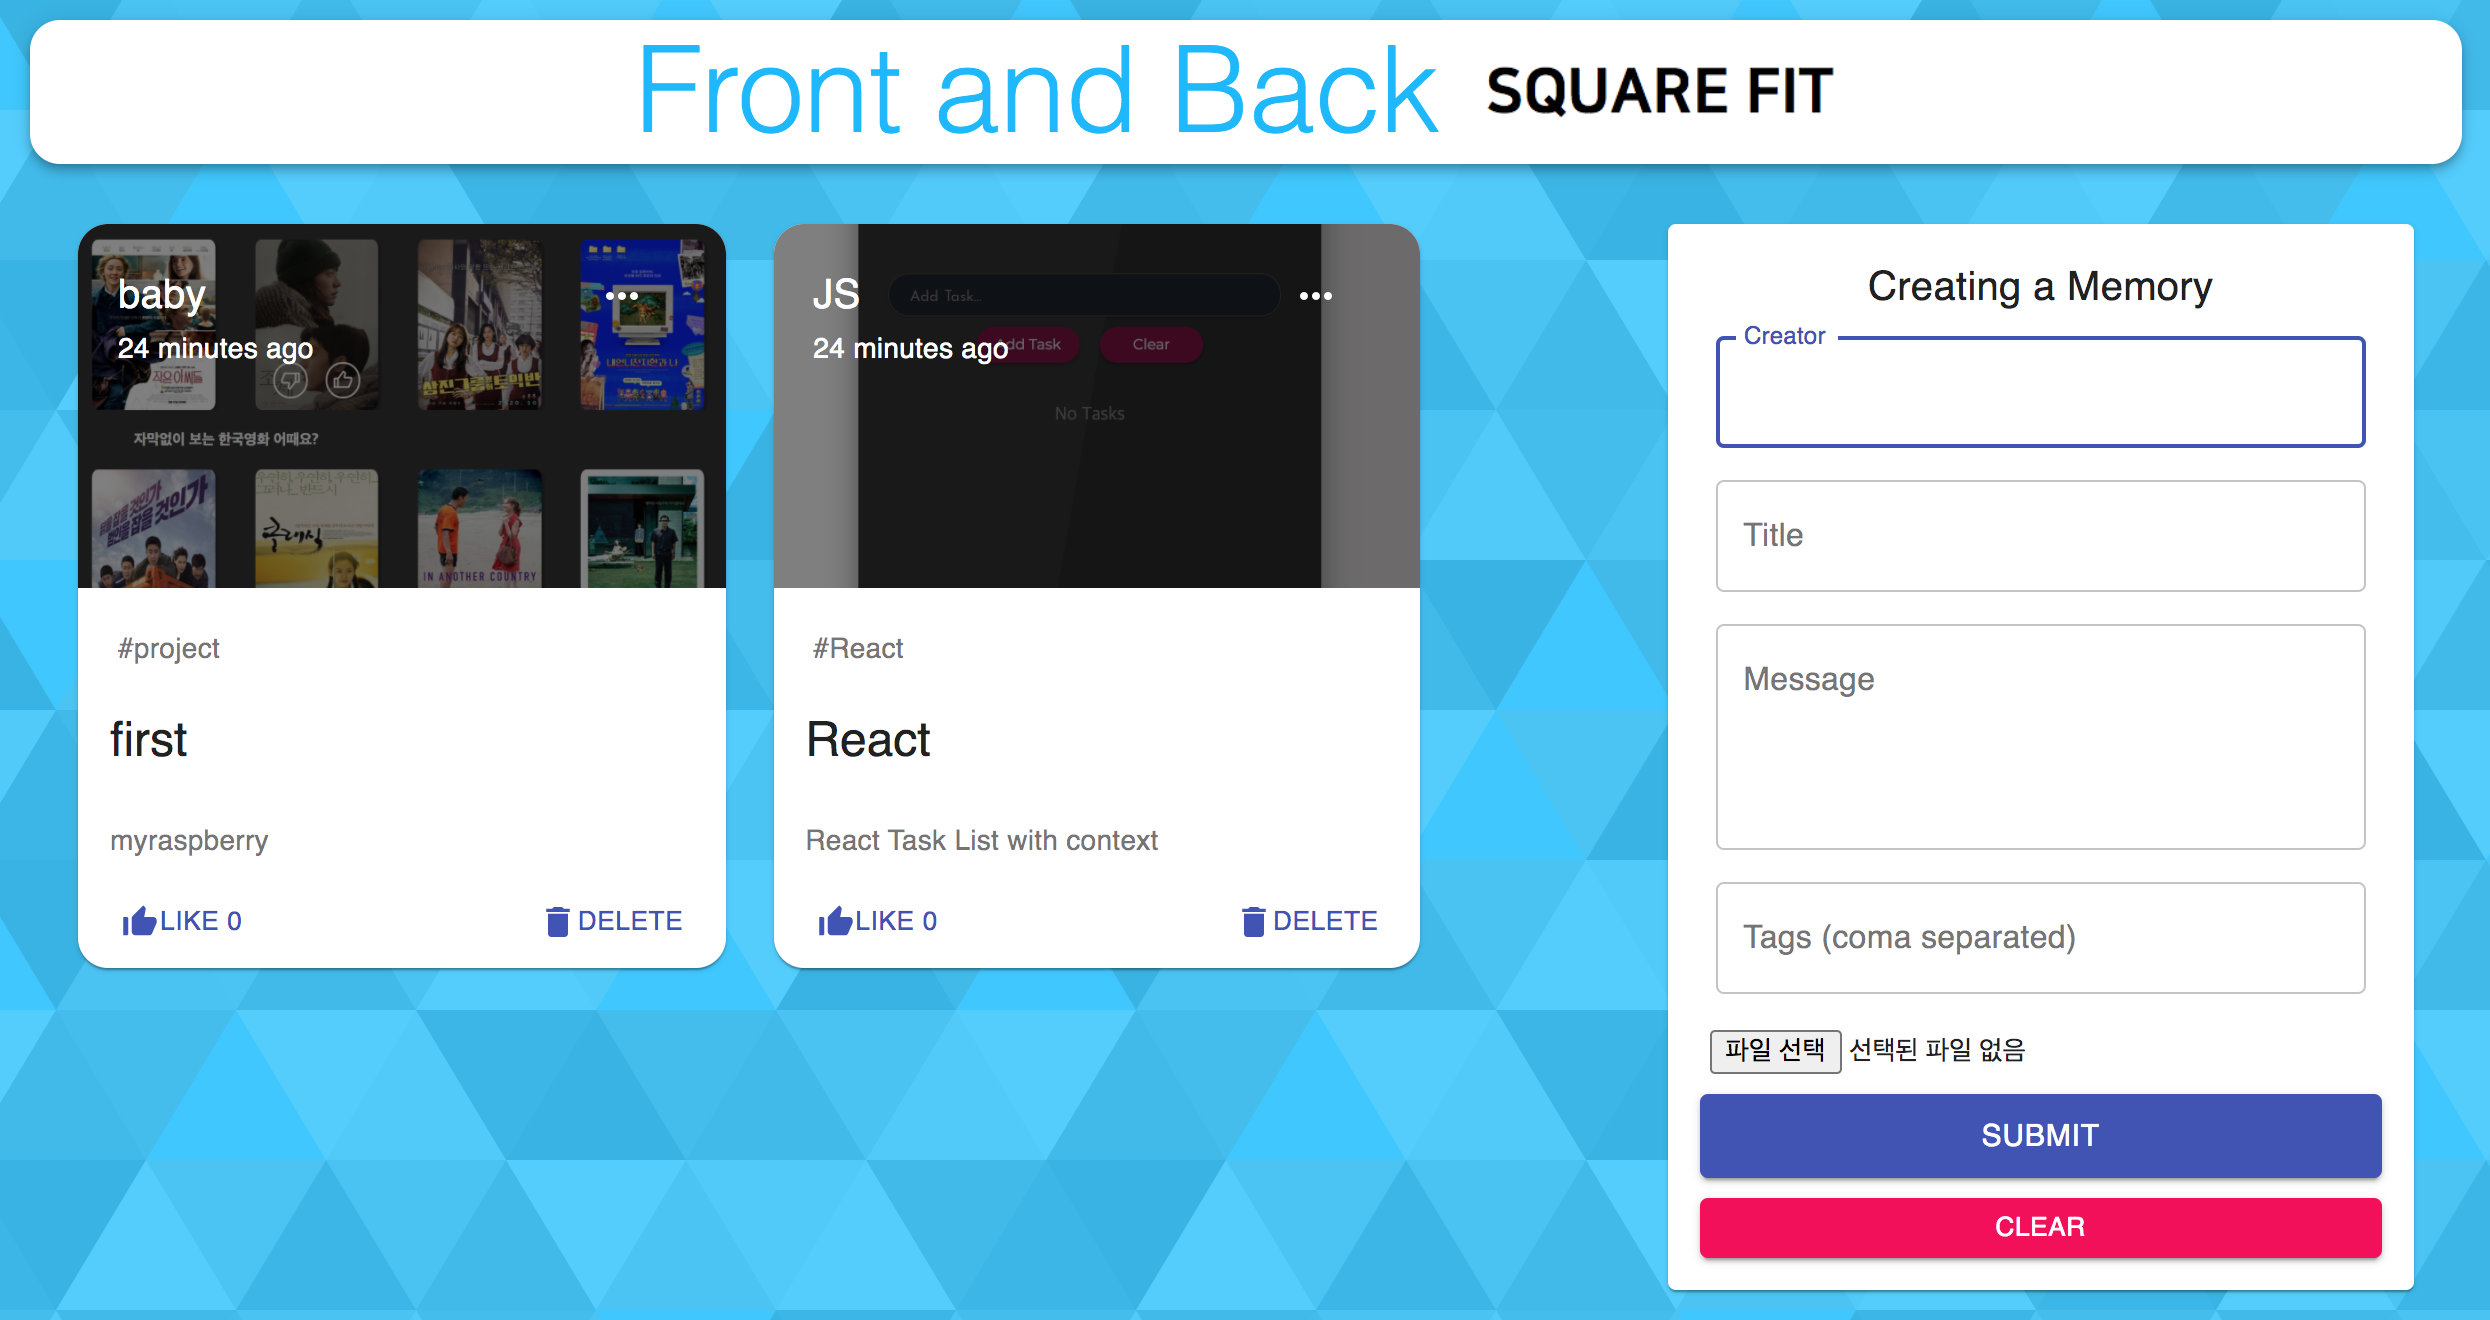 Front and Back SQUARE FIT
baby
24 minutes ago
자막없이 보는 한국영화 어때요?
IN ANOTHER COUNTRY
#project
first
myraspberry
LIKE 0 DELETE
JS
Add Task...
24 minutes ago
Add Task Clear
No Tasks
#React
React
React Task List with context
LIKE 0 DELETE
Creating a Memory
Creator
Title
Message
Tags (coma separated)
파일 선택 선택된 파일 없음
SUBMIT
CLEAR